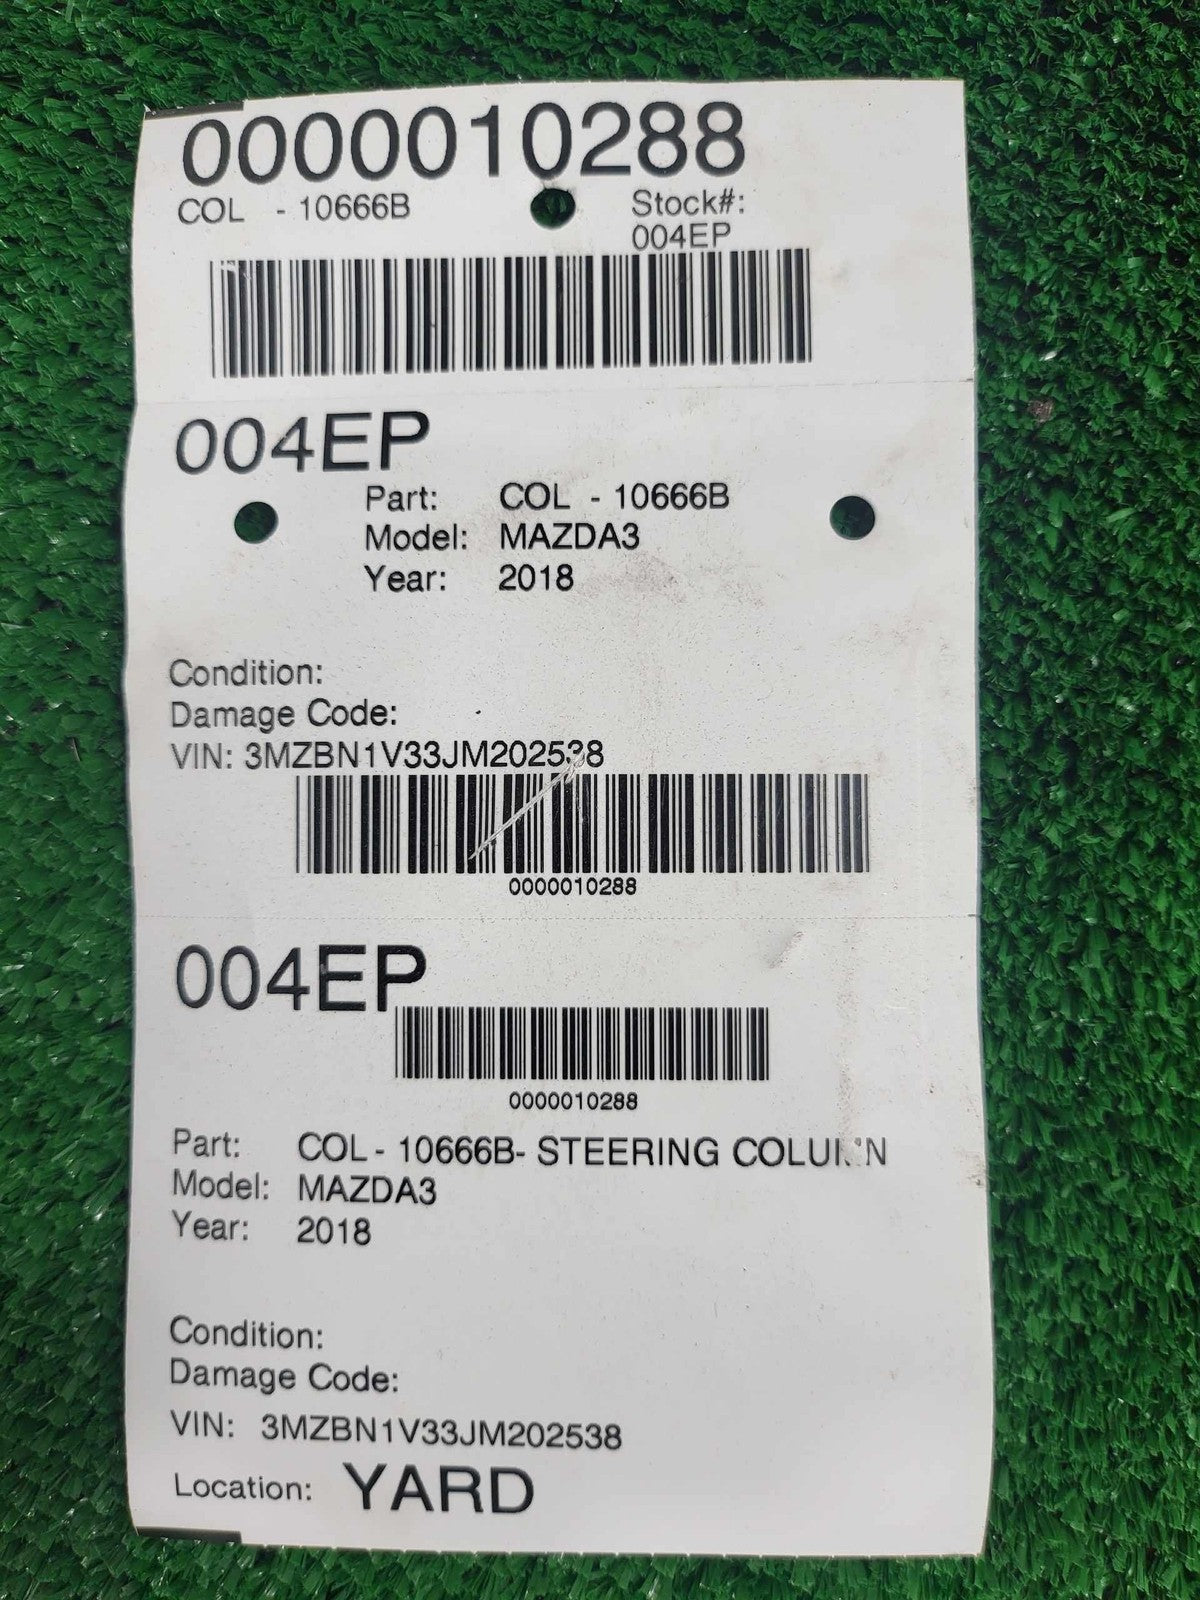 0000010288
COL - 10666B
Stock#:
004EP
004EP
Part: COL - 10666B
Model: MAZDA3
Year: 2018
Condition:
Damage Code:
VIN: 3MZBN1V33JM202538
0000010288
004EP
0000010288
Part: COL - 10666B- STEERING COLUMN
Model: MAZDA3
Year: 2018
Condition:
Damage Code:
VIN: 3MZBN1V33JM202538
Location: YARD